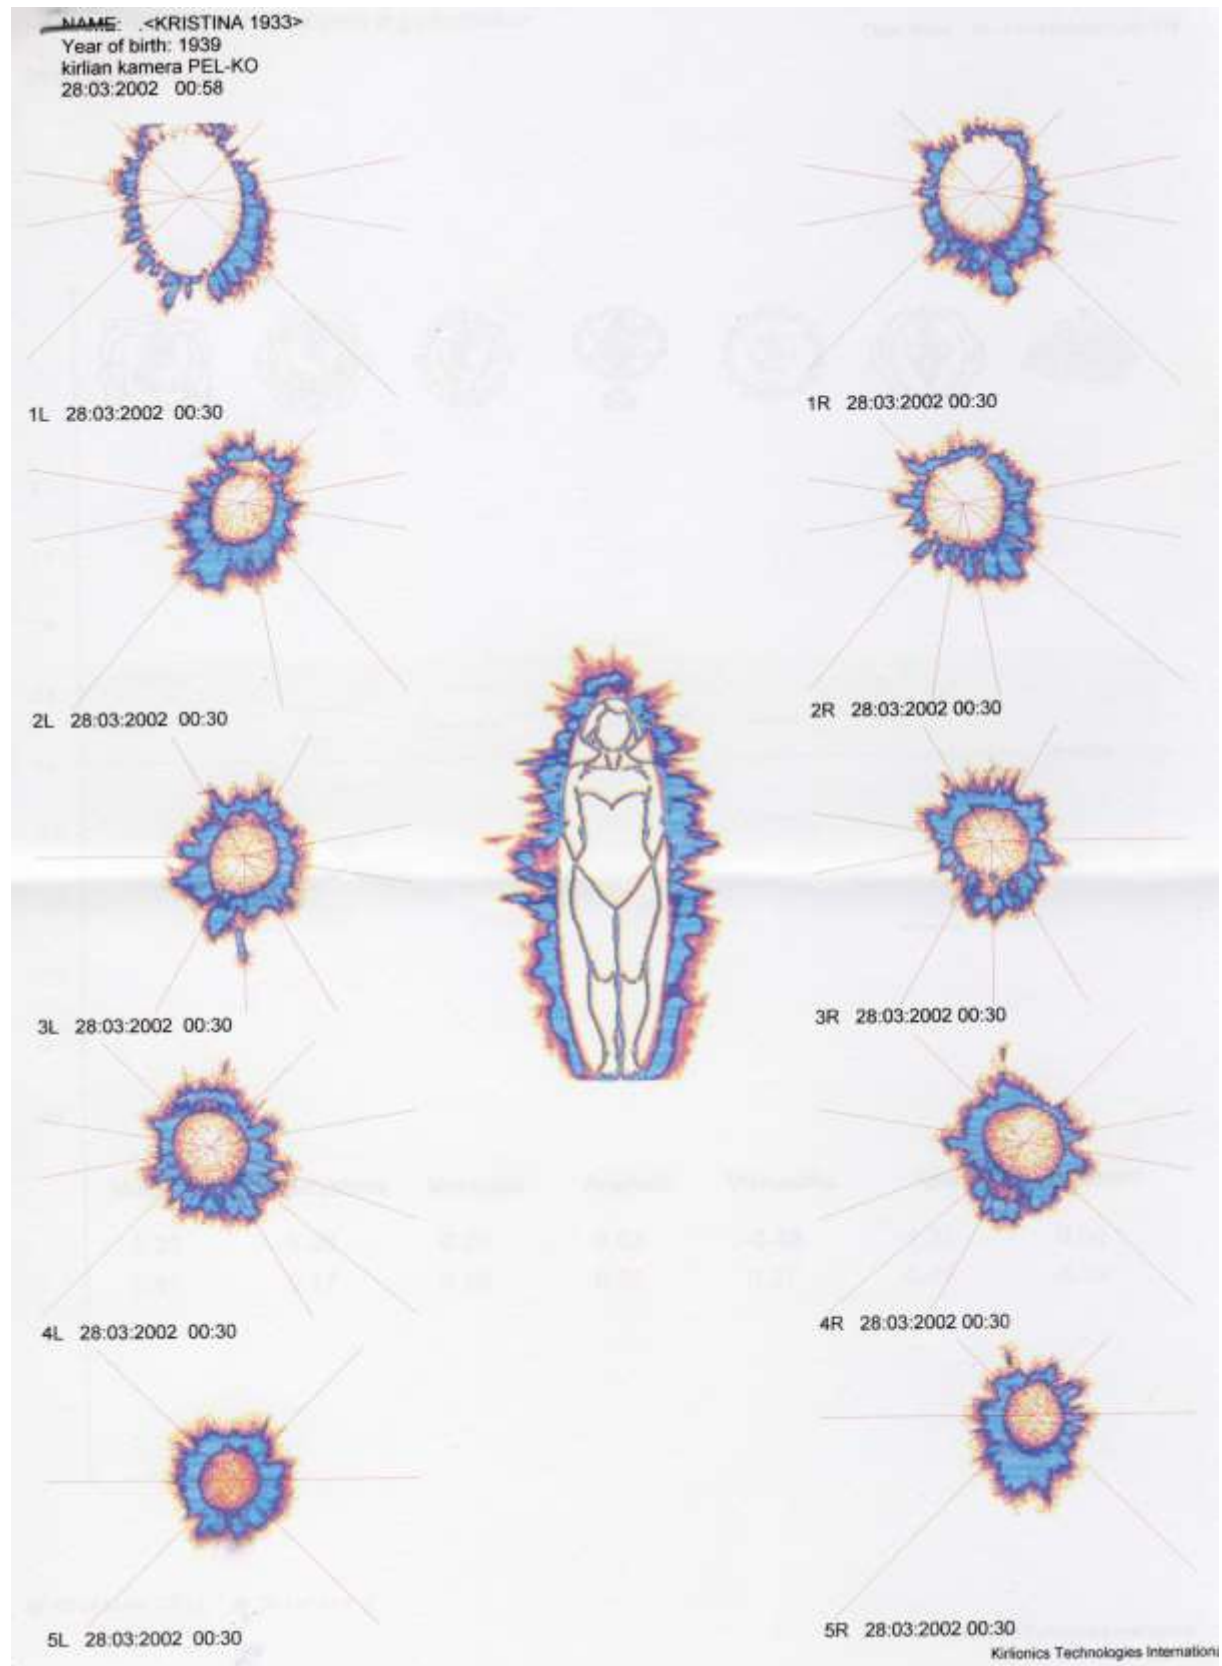 NAME: .<KRISTINA 1933>
Year of birth: 1939
kirlian kamera PEL-KO
28:03:2002 00:58
1L 28:03:2002 00:30
1R 28:03:2002 00:30
2L 28:03:2002 00:30
2R 28:03:2002 00:30
3L 28:03:2002 00:30
3R 28:03:2002 00:30
4L 28:03:2002 00:30
4R 28:03:2002 00:30
5L 28:03:2002 00:30
5R 28:03:2002 00:30
Kirlionics Technologies Internationa